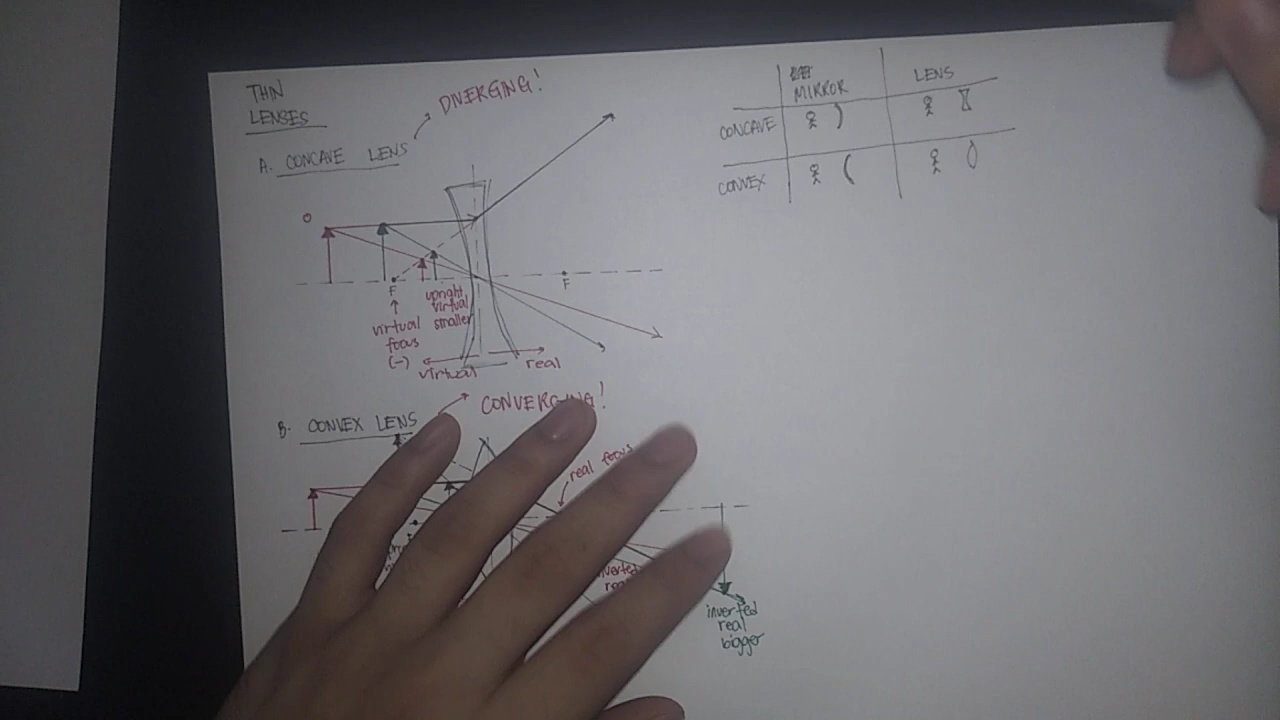 THIN
LENSES
DIVERGING!
A. CONCAVE LENS
O
F
F
virtual
focus
(-)
upright
virtual
smaller
virtual
real
B. CONVEX LENS
CONVERGING!
real focus
inverted
real
bigger
MIRROR
LENS
CONCAVE
CONVEX